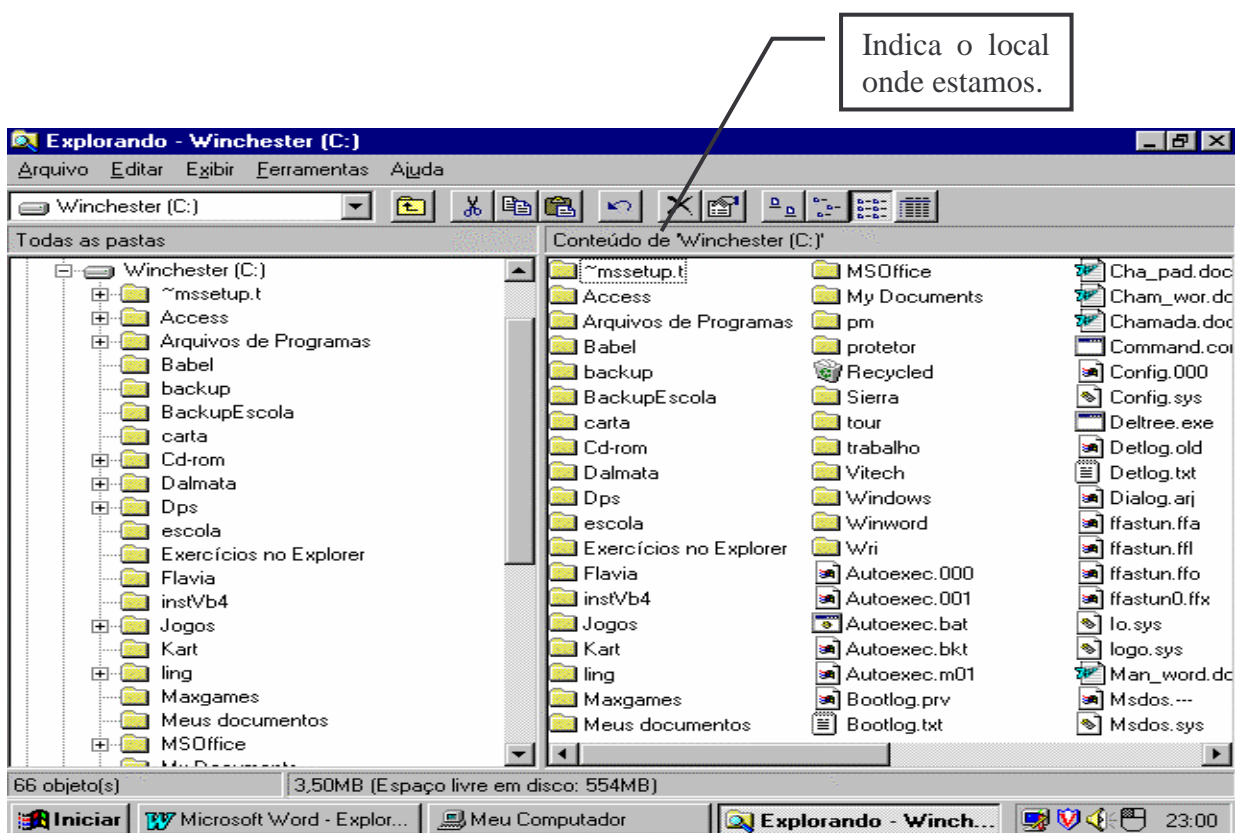 Indica o local
onde estamos.
Explorando - Winchester (C:)
Arquivo Editar Exibir Ferramentas Ajuda
Winchester (C:)
Todas as pastas
Conteúdo de 'Winchester (C:)'
Winchester (C:)
~mssetup.t
Access
Arquivos de Programas
Babel
backup
BackupEscola
carta
Cd-rom
Dalmata
Dps
escola
Exercícios no Explorer
Flavia
instVb4
Jogos
Kart
ling
Maxgames
Meus documentos
MSOffice
~mssetup.t
Access
Arquivos de Programas
Babel
backup
BackupEscola
carta
Cd-rom
Dalmata
Dps
escola
Exercícios no Explorer
Flavia
instVb4
Jogos
Kart
ling
Maxgames
Meus documentos
MSOffice
My Documents
pm
protetor
Recycled
Sierra
tour
trabalho
Vitech
Windows
Winword
Wri
Autoexec.000
Autoexec.001
Autoexec.bat
Autoexec.bkt
Autoexec.m01
Bootlog.prv
Bootlog.txt
Cha_pad.doc
Cham_wor.dc
Chamada.doc
Command.co
Config.000
Config.sys
Deltree.exe
Detlog.old
Detlog.txt
Dialog.arj
ffastun.ffa
ffastun.ffl
ffastun.ffo
ffastun0.ffx
Io.sys
logo.sys
Man_word.dc
Msdos.---
Msdos.sys
66 objeto(s)
3,50MB (Espaço livre em disco: 554MB)
Iniciar
Microsoft Word - Explor...
Meu Computador
Explorando - Winch...
23:00